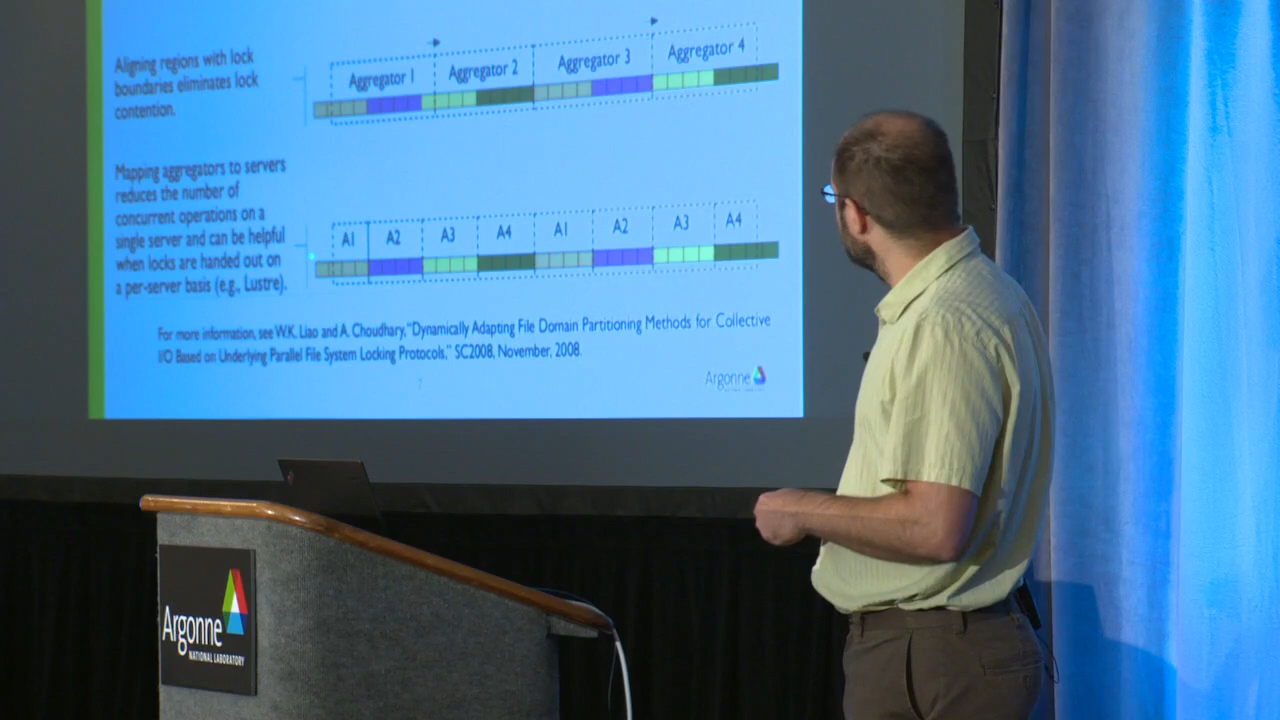 Aligning regions with lock
boundaries eliminates lock
contention.
Aggregator 1
Aggregator 2
Aggregator 3
Aggregator 4
Mapping aggregators to servers
reduces the number of
concurrent operations on a
single server and can be helpful
when locks are handed out on
a per-server basis (e.g., Lustre).
A1 A2 A3 A4 A1 A2 A3 A4
For more information, see W.K. Liao and A. Choudhary, "Dynamically Adapting File Domain Partitioning Methods for Collective
I/O Based on Underlying Parallel File System Locking Protocols," SC2008, November, 2008.
7
Argonne
NATIONAL LABORATORY
Argonne
NATIONAL LABORATORY